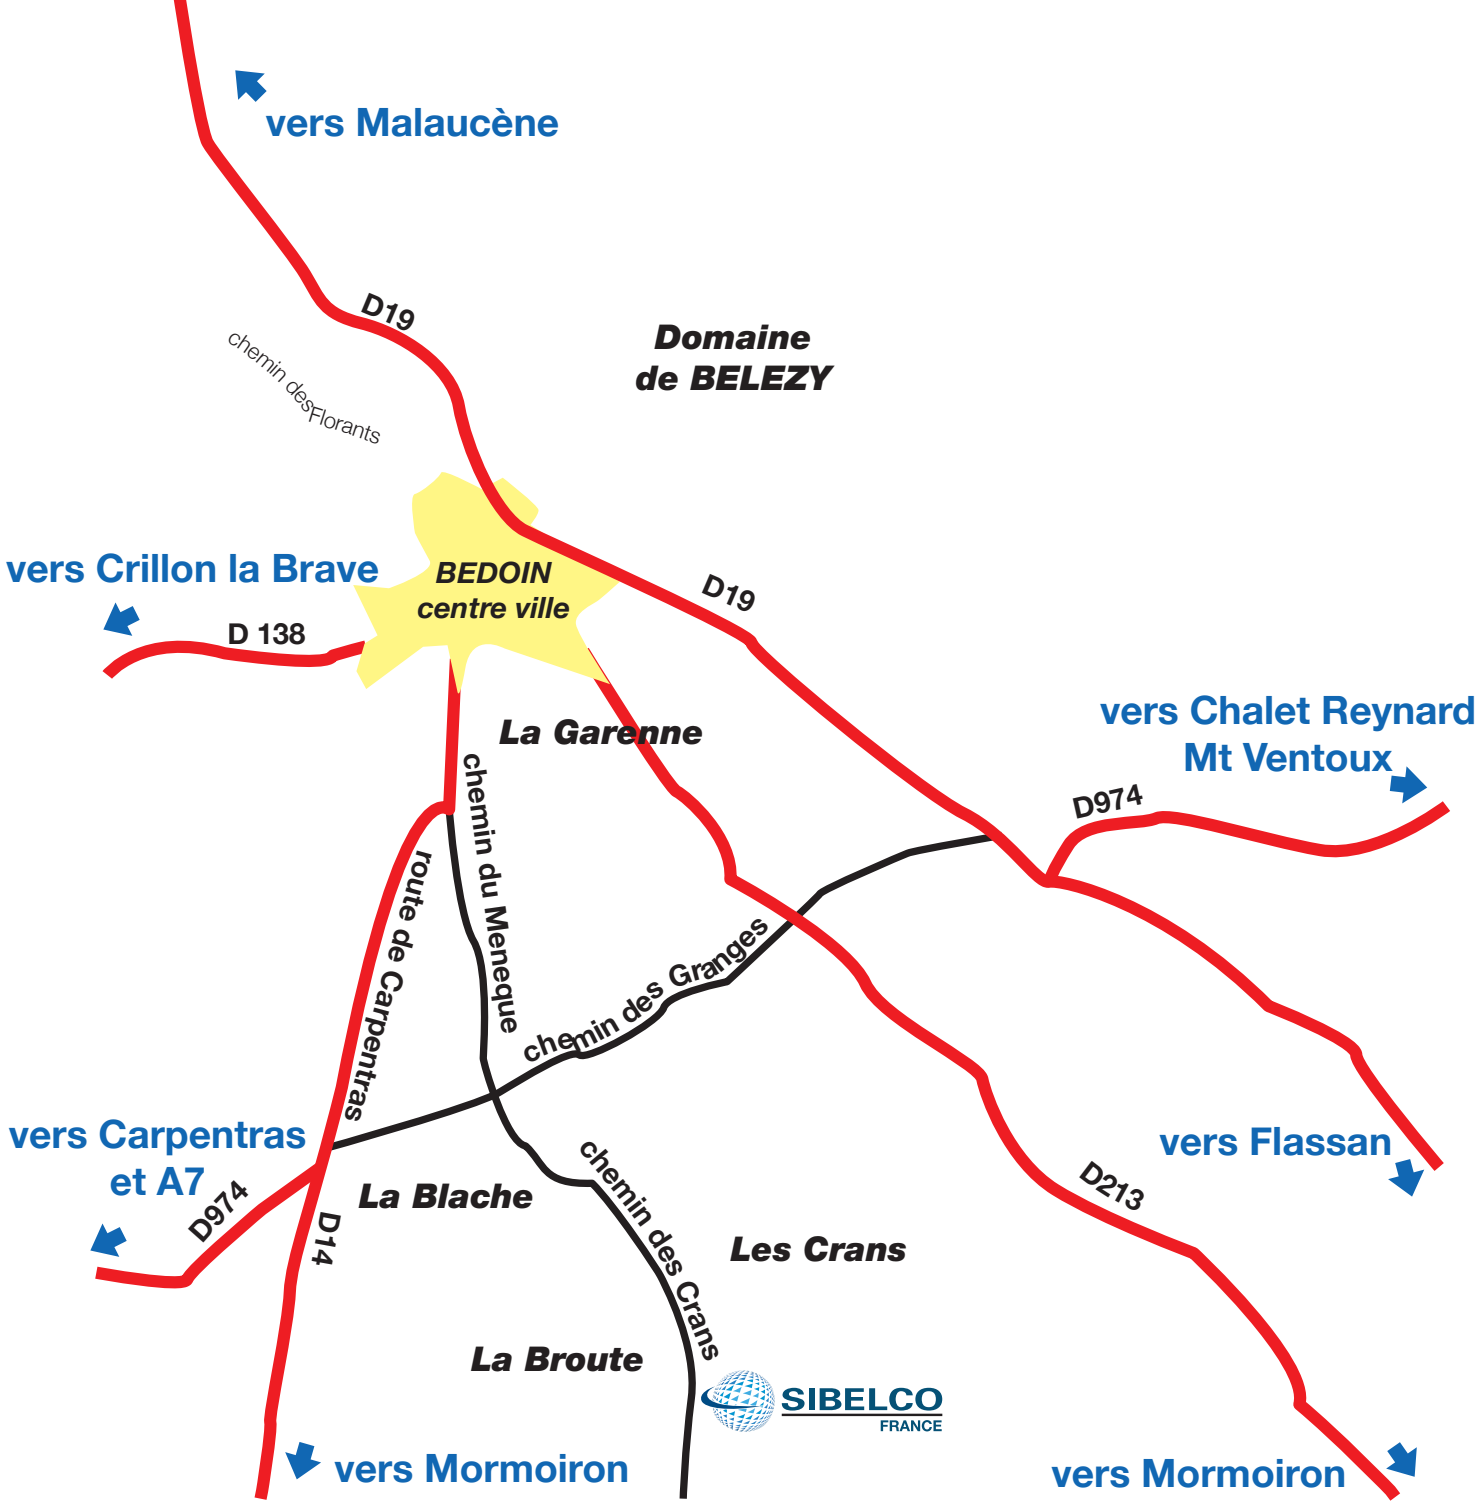 vers Malaucène
D19
Domaine
de BELEZY
chemin des Florants
vers Crillon la Brave
BEDOIN
centre ville
D19
D 138
vers Chalet Reynard
Mt Ventoux
La Garenne
D974
chemin du Meneque
route de Carpentras
chemin des Granges
vers Carpentras
et A7
vers Flassan
D974
La Blache
D14
chemin des Crans
D213
Les Crans
La Broute
SIBELCO
FRANCE
vers Mormoiron
vers Mormoiron